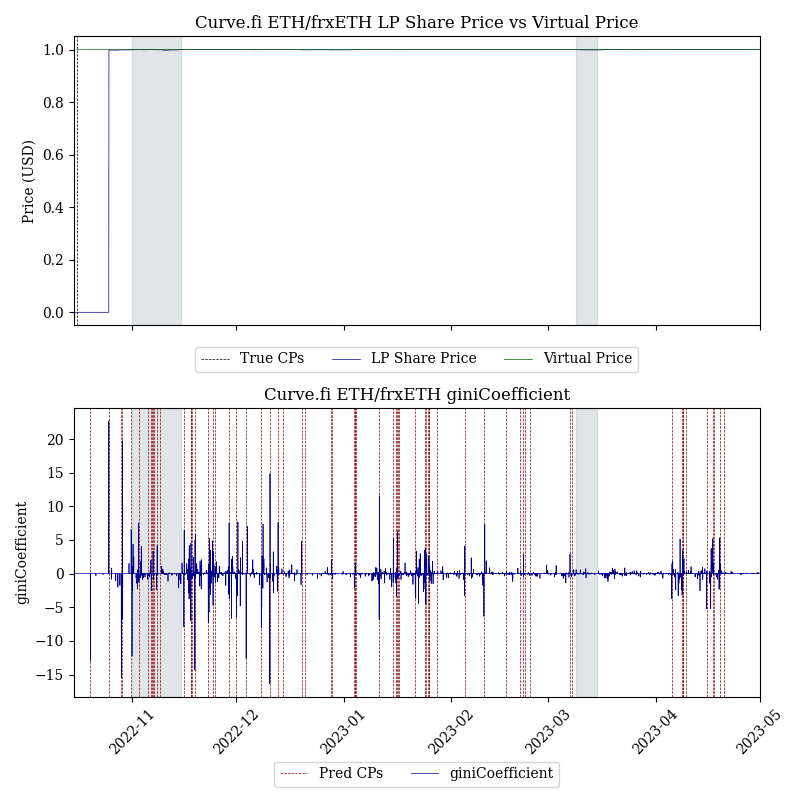 Curve.fi ETH/frxETH LP Share Price vs Virtual Price
1.0
0.8
0.6
0.4
0.2
0.0
Price (USD)
True CPs LP Share Price Virtual Price
Curve.fi ETH/frxETH giniCoefficient
20
15
10
5
0
−5
−10
−15
giniCoefficient
2022-11 2022-12 2023-01 2023-02 2023-03 2023-04 2023-05
Pred CPs giniCoefficient